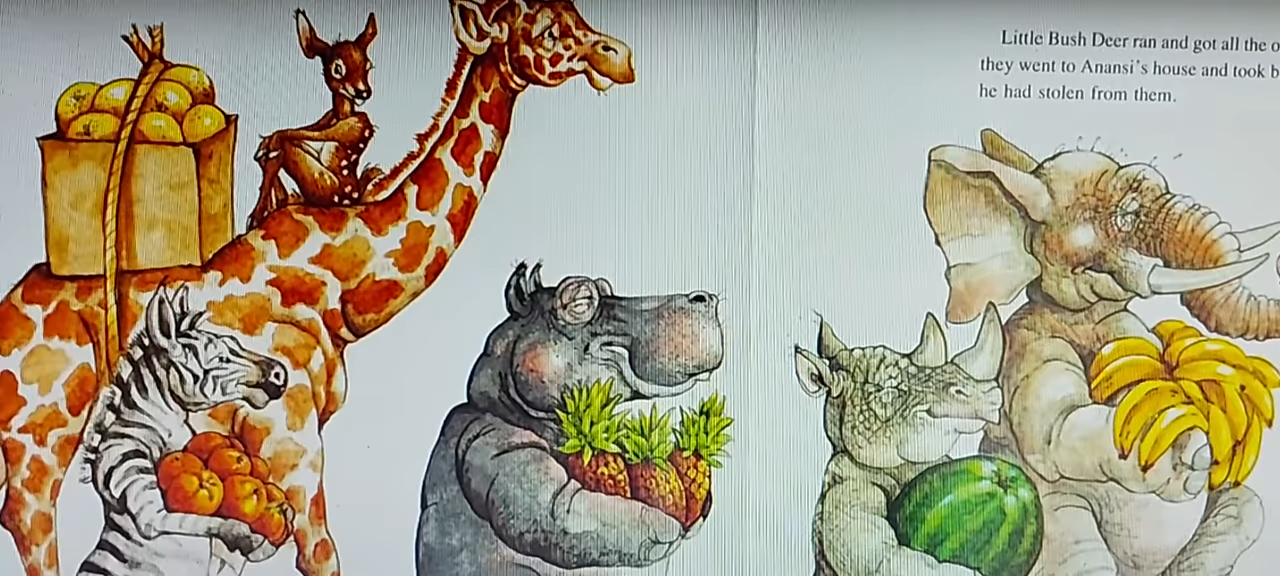 Little Bush Deer ran and got all the
they went to Anansi's house and took
he had stolen from them.